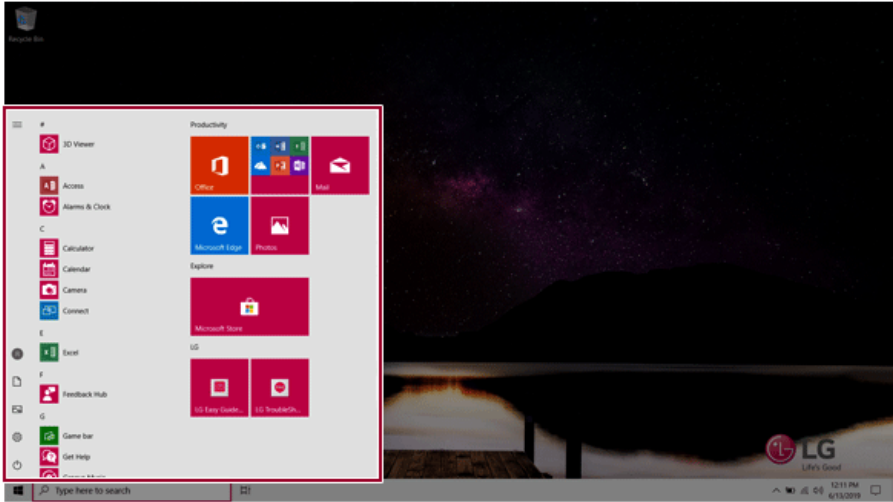 Recycle Bin
#
3D Viewer
A
Access
Alarms & Clock
C
Calculator
Calendar
Camera
Connect
E
Excel
F
Feedback Hub
G
Game bar
Get Help
Productivity
Office
Mail
Microsoft Edge
Photos
Explore
Microsoft Store
LG
LG Easy Guide...
LG TroubleSh...
LG
Life's Good
Type here to search
12:11 PM
6/13/2019